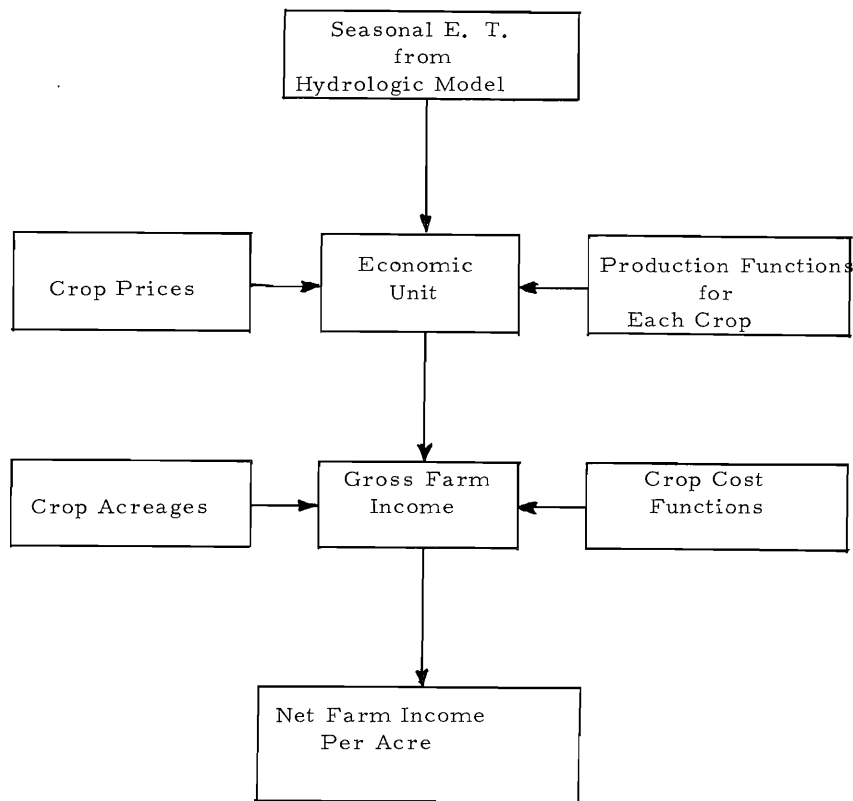 Seasonal E. T.
from
Hydrologic Model
Crop Prices
Economic
Unit
Production Functions
for
Each Crop
Crop Acreages
Gross Farm
Income
Crop Cost
Functions
Net Farm Income
Per Acre